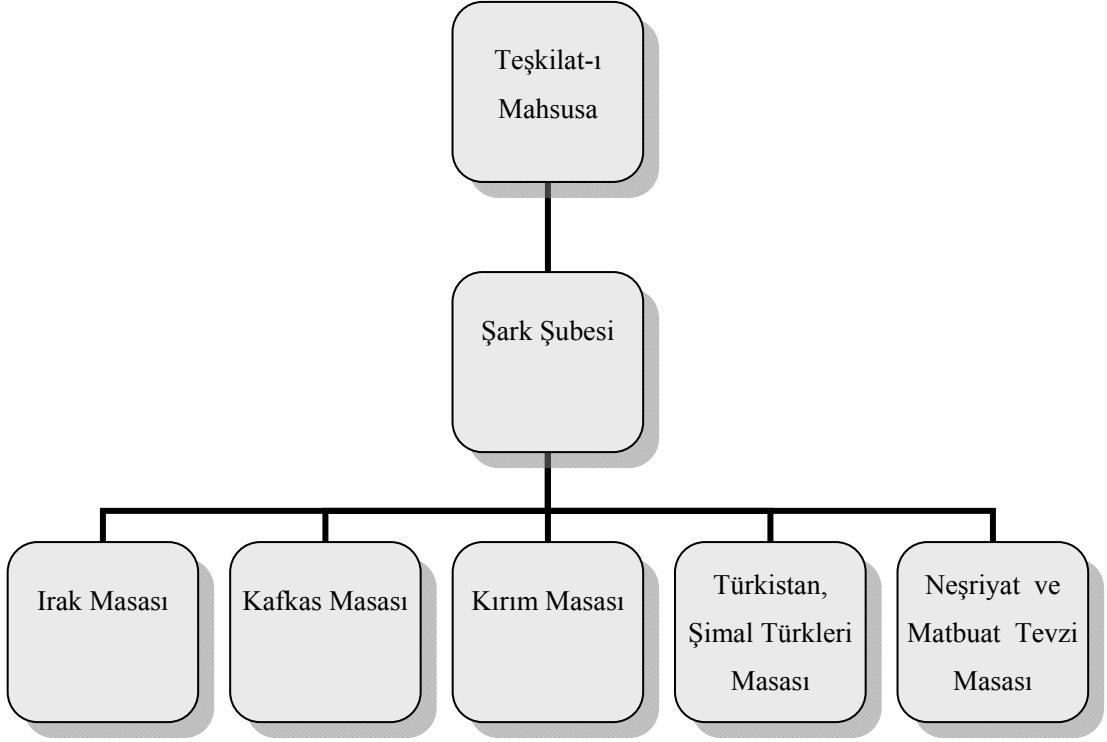 Teşkilat-ı
Mahsusa
Şark Şubesi
Irak Masası
Kafkas Masası
Kırım Masası
Türkistan,
Şimal Türkleri
Masası
Neşriyat ve
Matbuat Tevzi
Masası